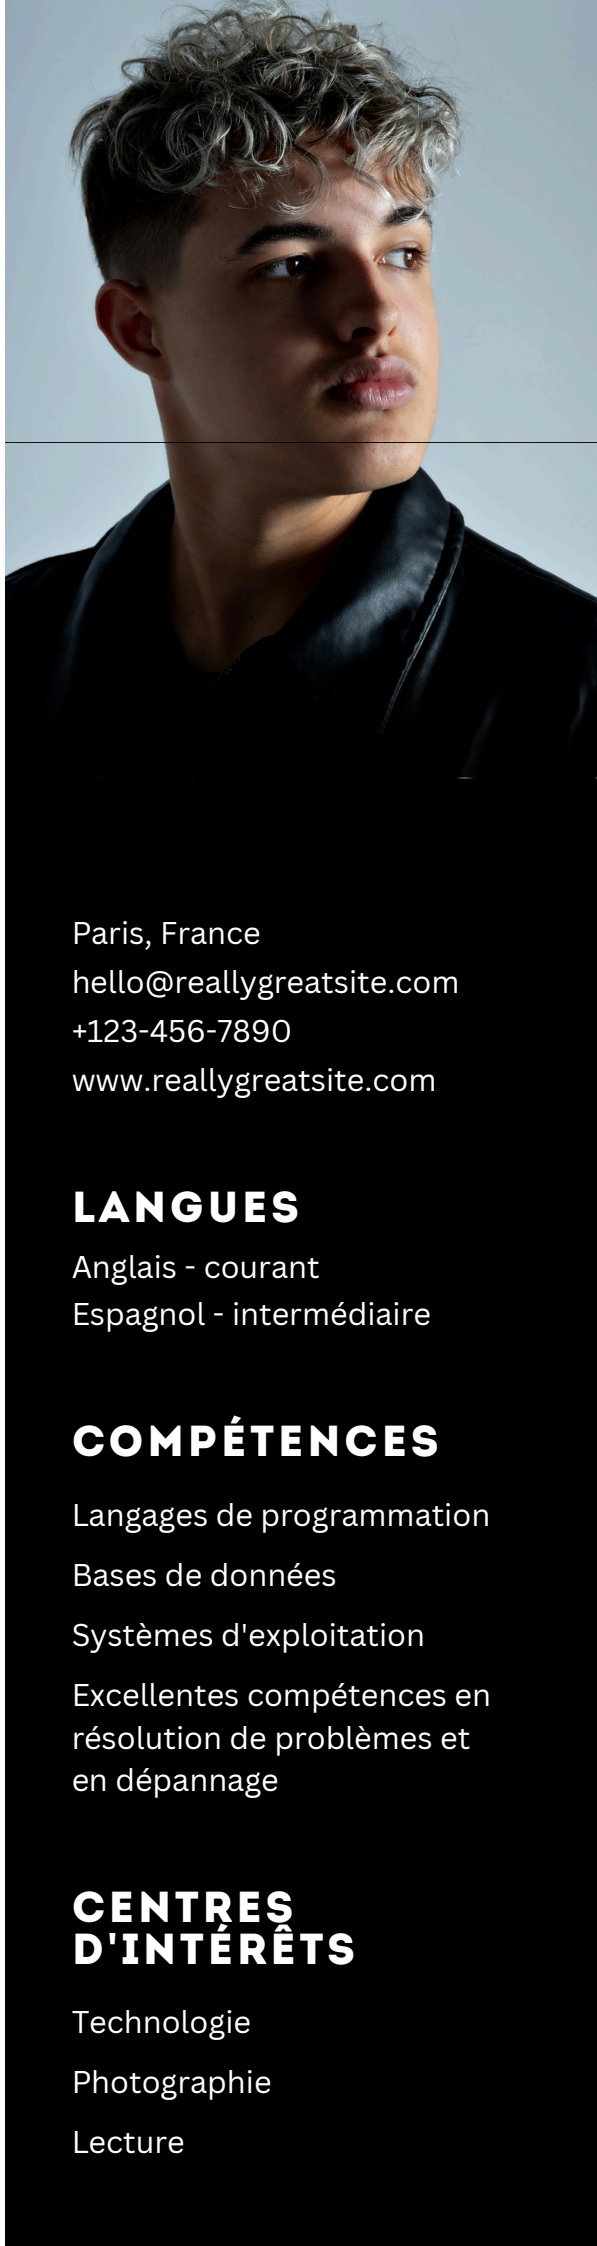 Paris, France
hello@reallygreatsite.com
+123-456-7890
www.reallygreatsite.com
LANGUES
Anglais - courant
Espagnol - intermédiaire
COMPÉTENCES
Langages de programmation
Bases de données
Systèmes d'exploitation
Excellentes compétences en
résolution de problèmes et
en dépannage
CENTRES
D'INTÉRÊTS
Technologie
Photographie
Lecture